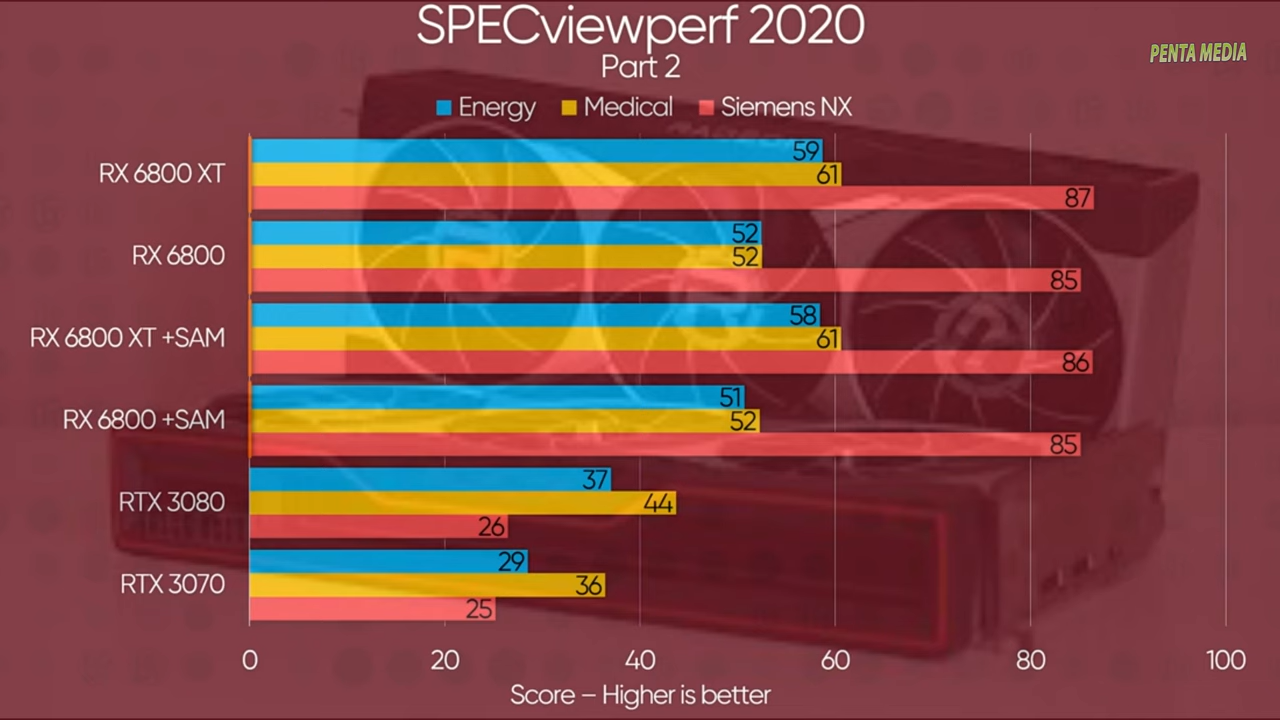 SPECviewperf 2020
Part 2
PENTA MEDIA
Energy Medical Siemens NX
RX 6800 XT
59
61
87
RX 6800
52
52
85
RX 6800 XT +SAM
58
61
86
RX 6800 +SAM
51
52
85
RTX 3080
37
44
26
RTX 3070
29
36
25
0 20 40 60 80 100
Score – Higher is better